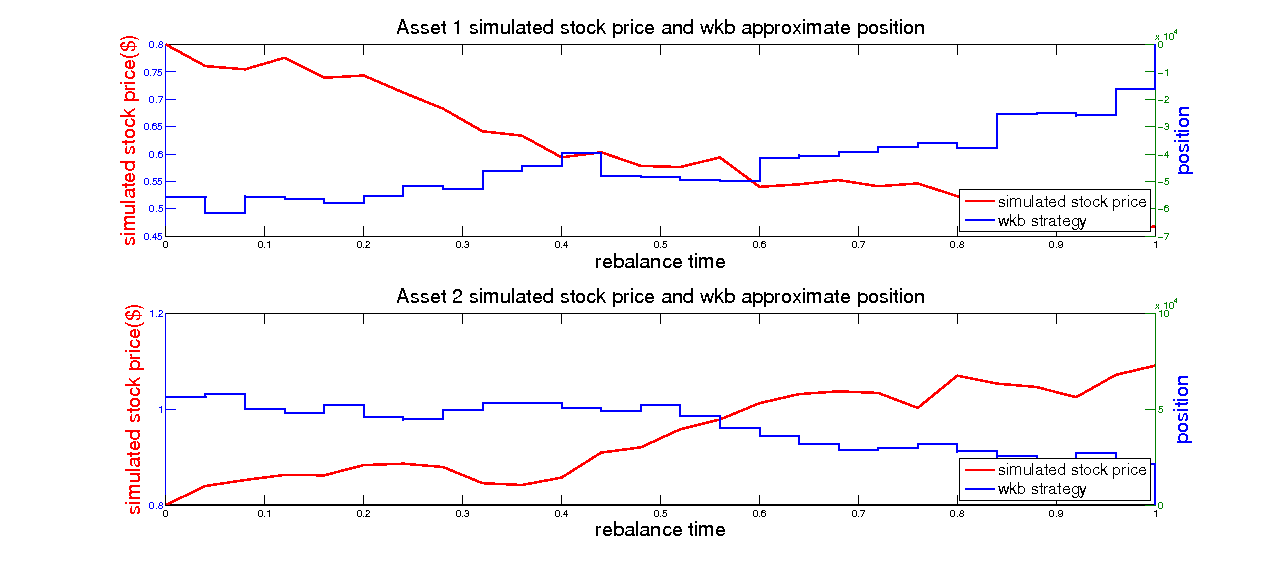 Asset 1 simulated stock price and wkb approximate position
x 10^4
simulated stock price($)
0.8
0.75
0.7
0.65
0.6
0.55
0.5
0.45
0
-1
-2
-3
-4
-5
-6
-7
position
simulated stock price
wkb strategy
0 0.1 0.2 0.3 0.4 0.5 0.6 0.7 0.8 0.9 1
rebalance time
Asset 2 simulated stock price and wkb approximate position
x 10^4
simulated stock price($)
1.2
1
0.8
10
5
0
position
simulated stock price
wkb strategy
0 0.1 0.2 0.3 0.4 0.5 0.6 0.7 0.8 0.9 1
rebalance time